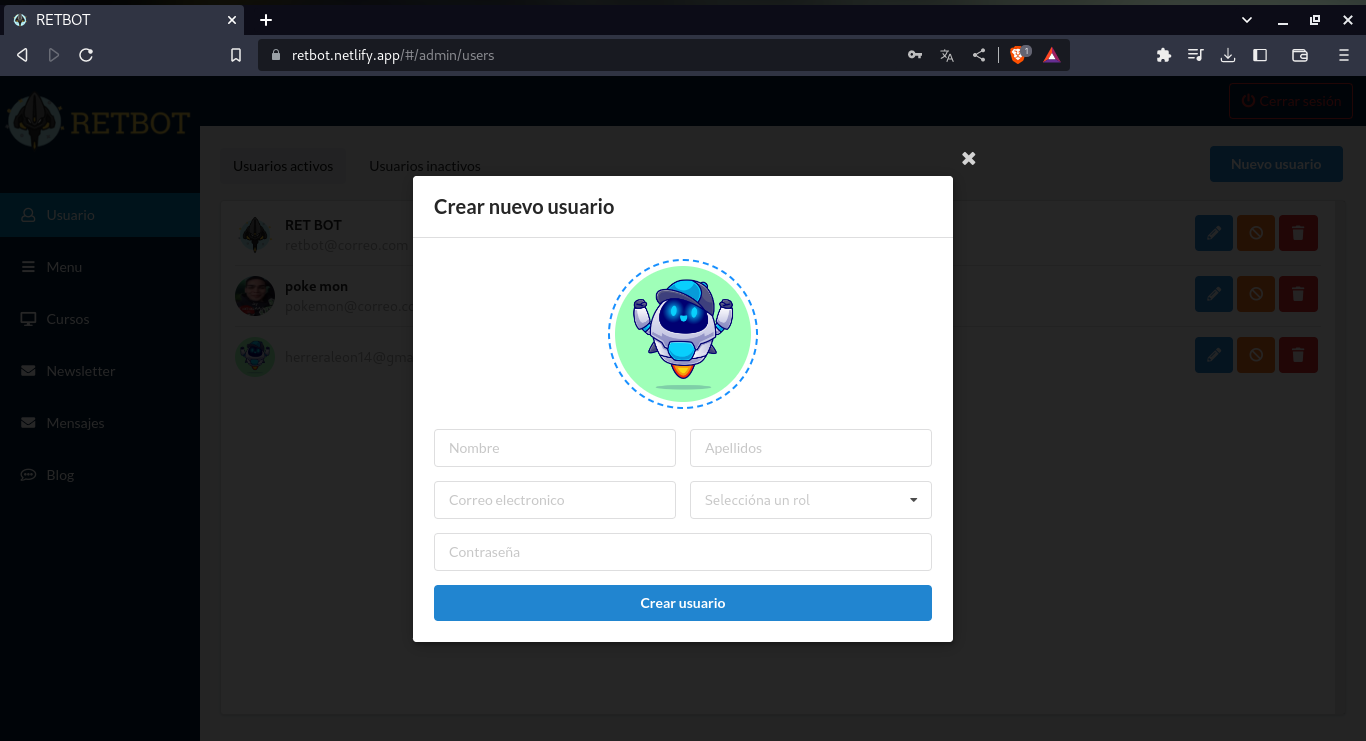 RETBOT
retbot.netlify.app/#/admin/users
1
RETBOT
Cerrar sesión
Usuarios activos
Usuarios inactivos
Nuevo usuario
Usuario
Menu
Cursos
Newsletter
Mensajes
Blog
RET BOT
retbot@correo.com
poke mon
pokemon@correo.co
herreraleon14@gma
Crear nuevo usuario
Nombre
Apellidos
Correo electronico
Seleccióna un rol
Contraseña
Crear usuario